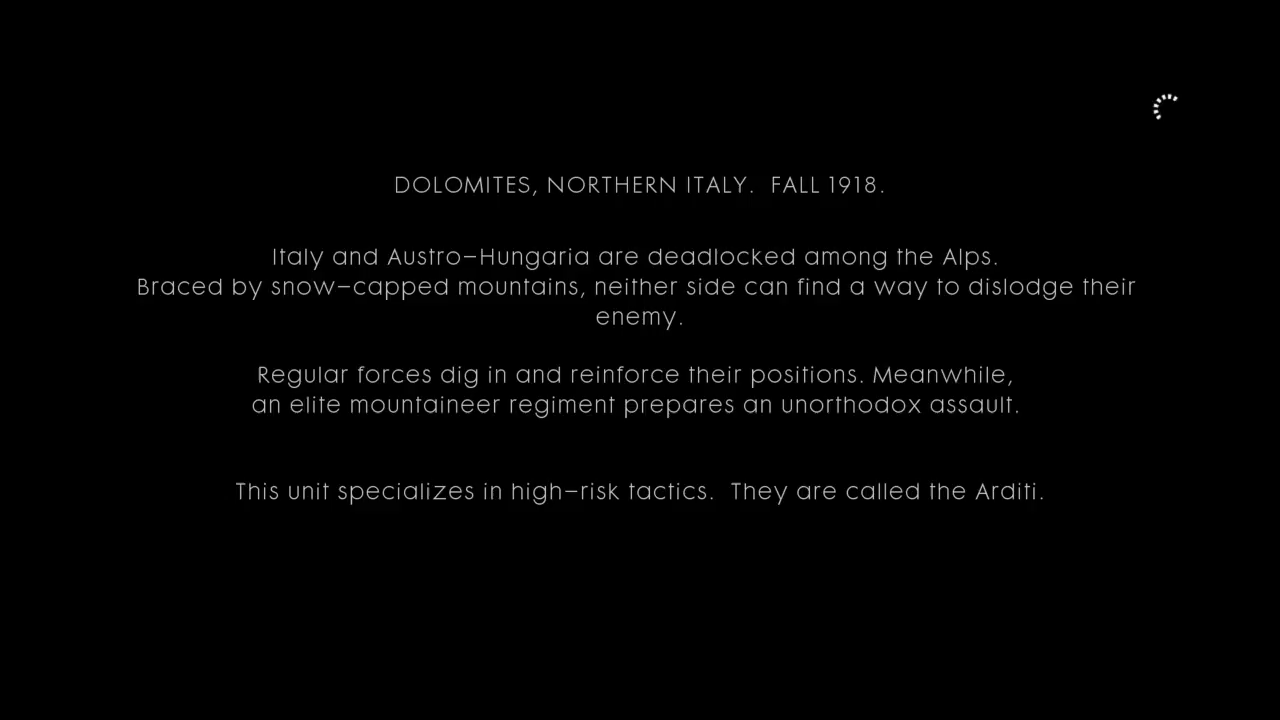 DOLOMITES, NORTHERN ITALY.  FALL 1918.
Italy and Austro-Hungaria are deadlocked among the Alps.
Braced by snow-capped mountains, neither side can find a way to dislodge their
enemy.
Regular forces dig in and reinforce their positions. Meanwhile,
an elite mountaineer regiment prepares an unorthodox assault.
This unit specializes in high-risk tactics.  They are called the Arditi.